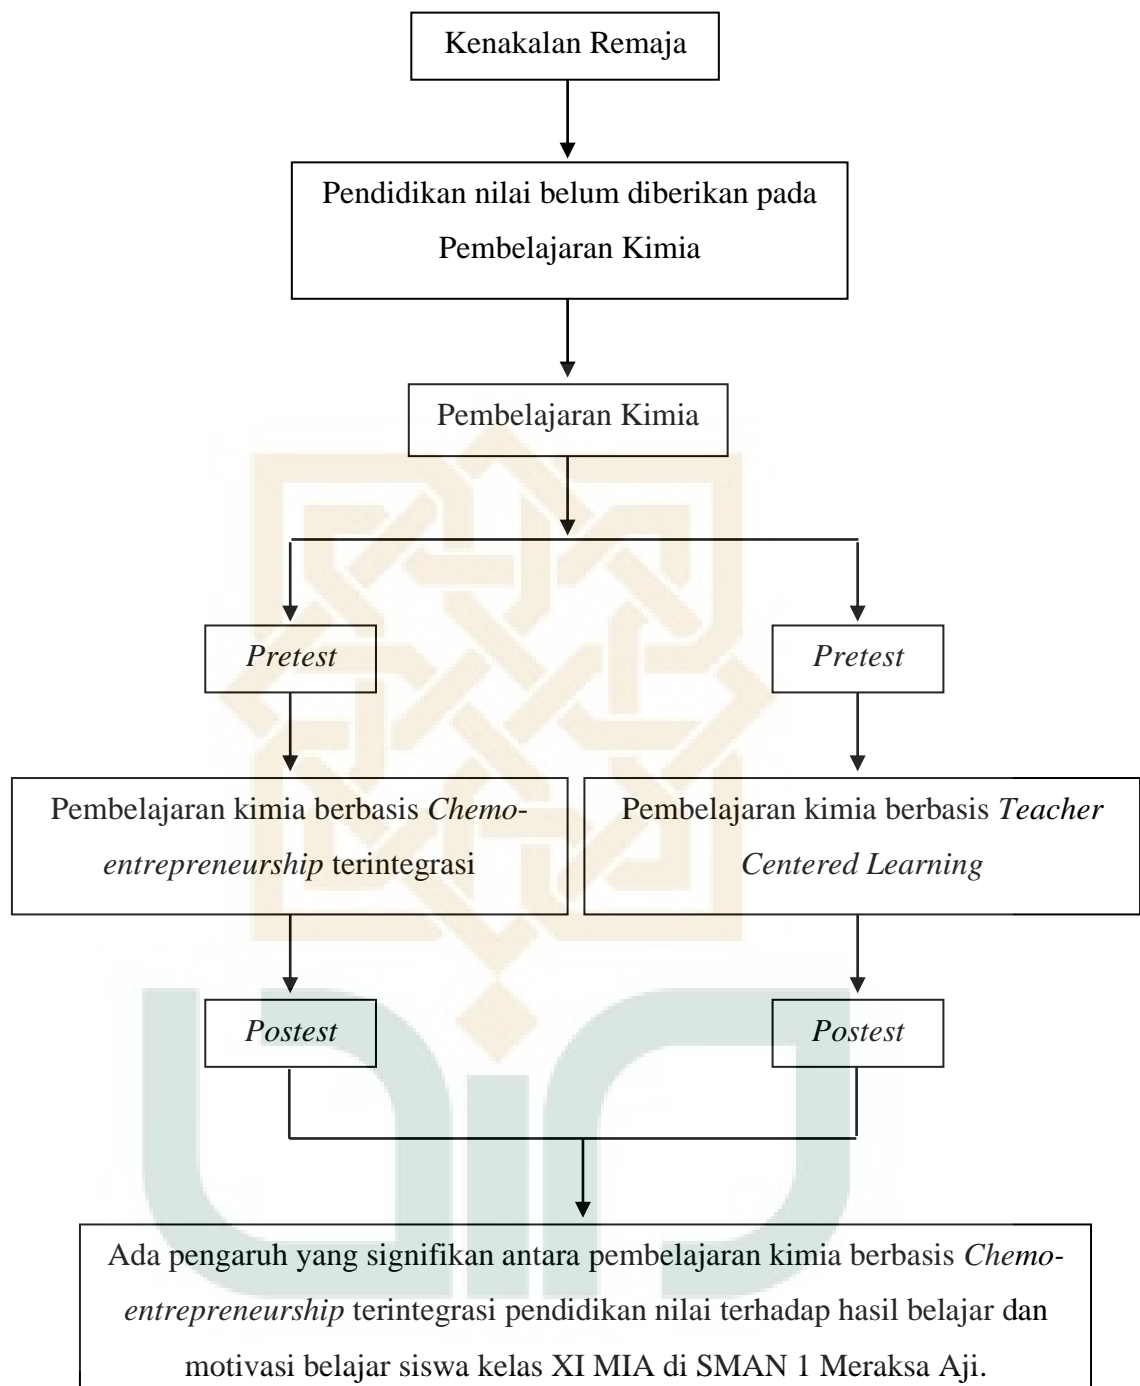 Kenakalan Remaja
Pendidikan nilai belum diberikan pada
Pembelajaran Kimia
Pembelajaran Kimia
Pretest
Pretest
Pembelajaran kimia berbasis Chemo-
entrepreneurship terintegrasi
Pembelajaran kimia berbasis Teacher
Centered Learning
Postest
Postest
Ada pengaruh yang signifikan antara pembelajaran kimia berbasis Chemo-
entrepreneurship terintegrasi pendidikan nilai terhadap hasil belajar dan
motivasi belajar siswa kelas XI MIA di SMAN 1 Meraksa Aji.